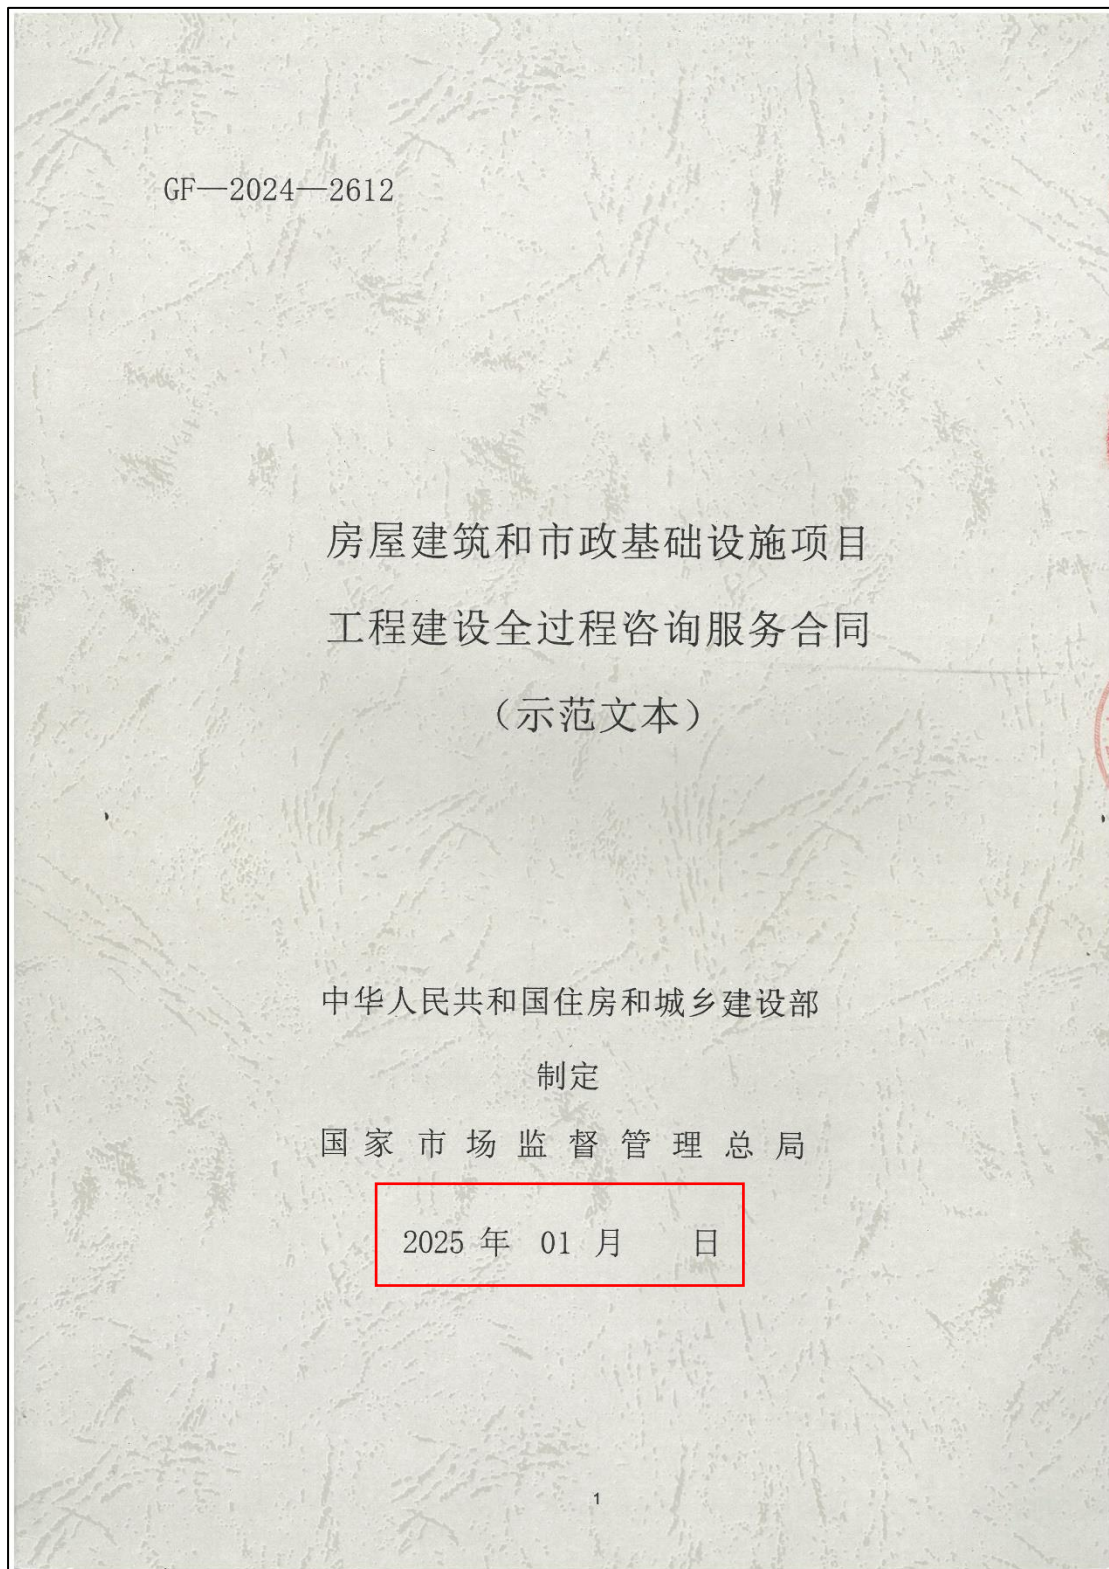 GF—2024—2612
房屋建筑和市政基础设施项目
工程建设全过程咨询服务合同
（示范文本）
中华人民共和国住房和城乡建设部
制定
国家市场监督管理总局
2025 年 01 月 日
1